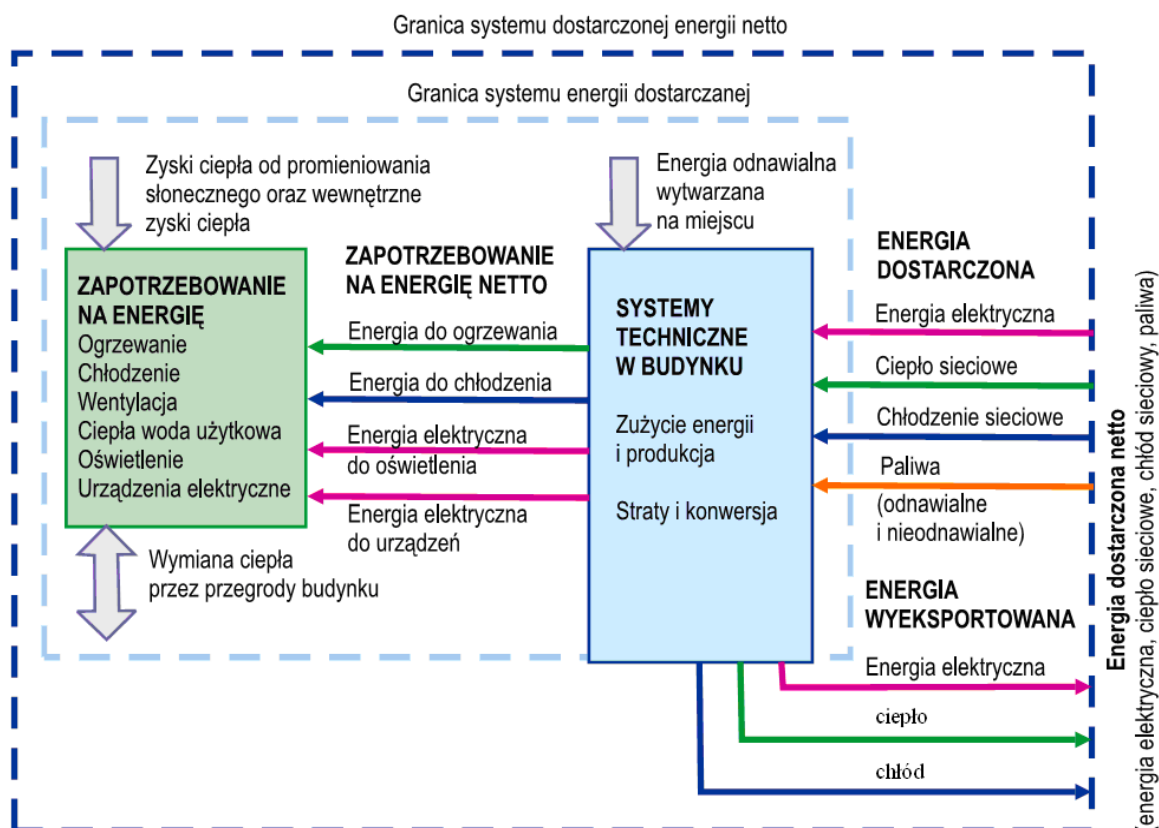 Granica systemu dostarczonej energii netto
Granica systemu energii dostarczanej
Zyski ciepła od promieniowania
słonecznego oraz wewnętrzne
zyski ciepła
Energia odnawialna
wytwarzana
na miejscu
ZAPOTRZEBOWANIE
NA ENERGIĘ
Ogrzewanie
Chłodzenie
Wentylacja
Ciepła woda użytkowa
Oświetlenie
Urządzenia elektryczne
ZAPOTRZEBOWANIE
NA ENERGIĘ NETTO
Energia do ogrzewania
Energia do chłodzenia
Energia elektryczna
do oświetlenia
Energia elektryczna
do urządzeń
SYSTEMY
TECHNICZNE
W BUDYNKU
Zużycie energii
i produkcja
Straty i konwersja
ENERGIA
DOSTARCZONA
Energia elektryczna
Ciepło sieciowe
Chłodzenie sieciowe
Paliwa
(odnawialne
i nieodnawialne)
Wymiana ciepła
przez przegrody budynku
ENERGIA
WYEKSPORTOWANA
Energia elektryczna
ciepło
chłód
Energia dostarczona netto
(energia elektryczna, ciepło sieciowe, chłód sieciowy, paliwa)